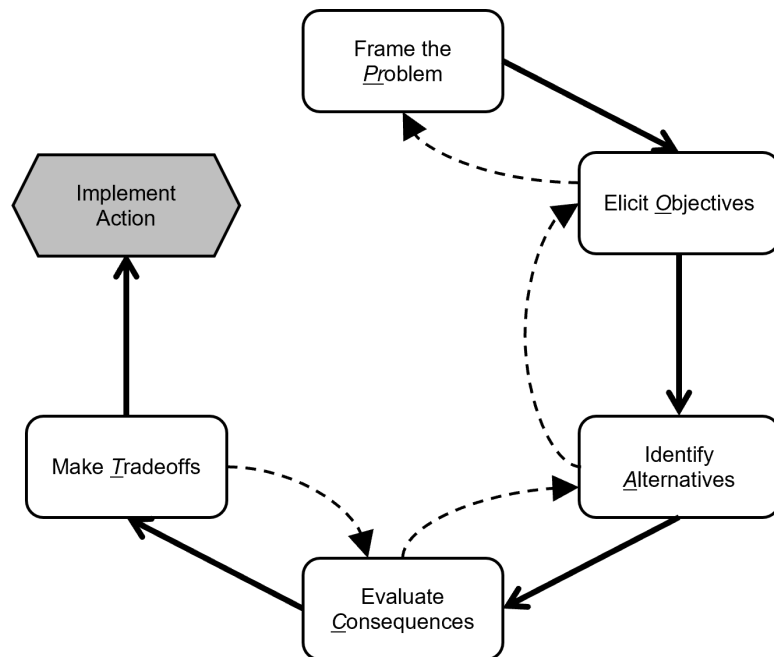 Frame the
Problem
Implement
Action
Elicit Objectives
Make Tradeoffs
Identify
Alternatives
Evaluate
Consequences